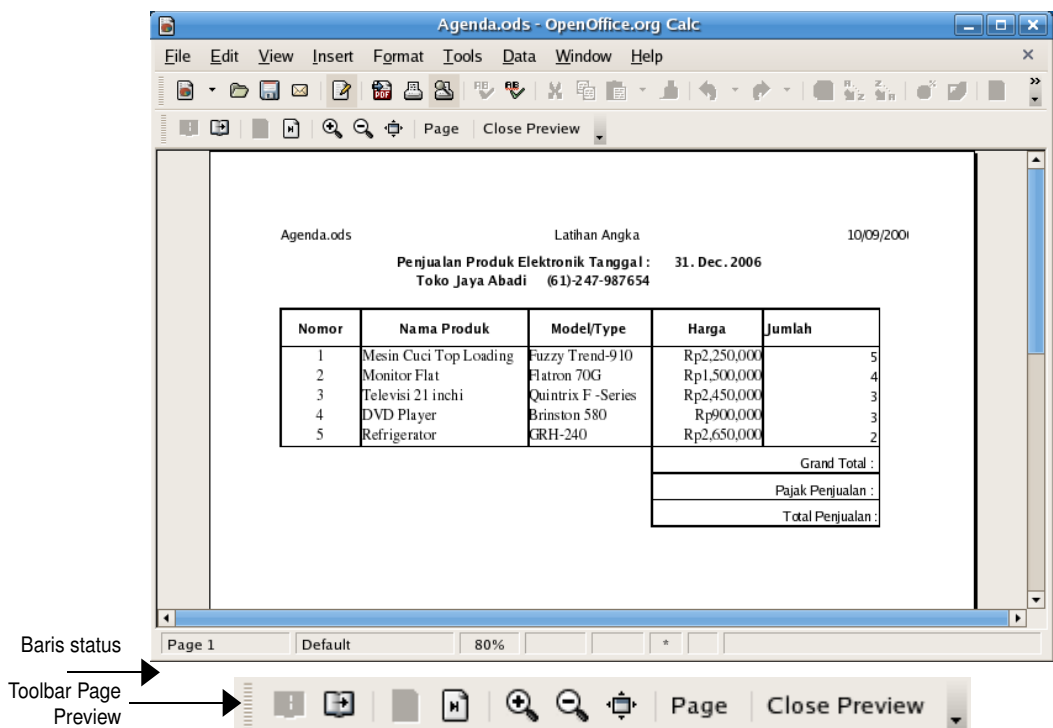 Agenda.ods - OpenOffice.org Calc
File Edit View Insert Format Tools Data Window Help
Page Close Preview
Agenda.ods Latihan Angka 10/09/200
Penjualan Produk Elektronik Tanggal : 31. Dec. 2006
Toko Jaya Abadi (61)-247-987654
Nomor Nama Produk Model/Type Harga Jumlah
1 Mesin Cuci Top Loading Fuzzy Trend-910 Rp2,250,000 5
2 Monitor Flat Flatron 70G Rp1,500,000 4
3 Televisi 21 inchi Quintrix F -Series Rp2,450,000 3
4 DVD Player Brinston 580 Rp900,000 3
5 Refrigerator GRH-240 Rp2,650,000 2
Grand Total :
Pajak Penjualan :
Total Penjualan :
Page 1 Default 80% *
Baris status
Toolbar Page
Preview
Page Close Preview